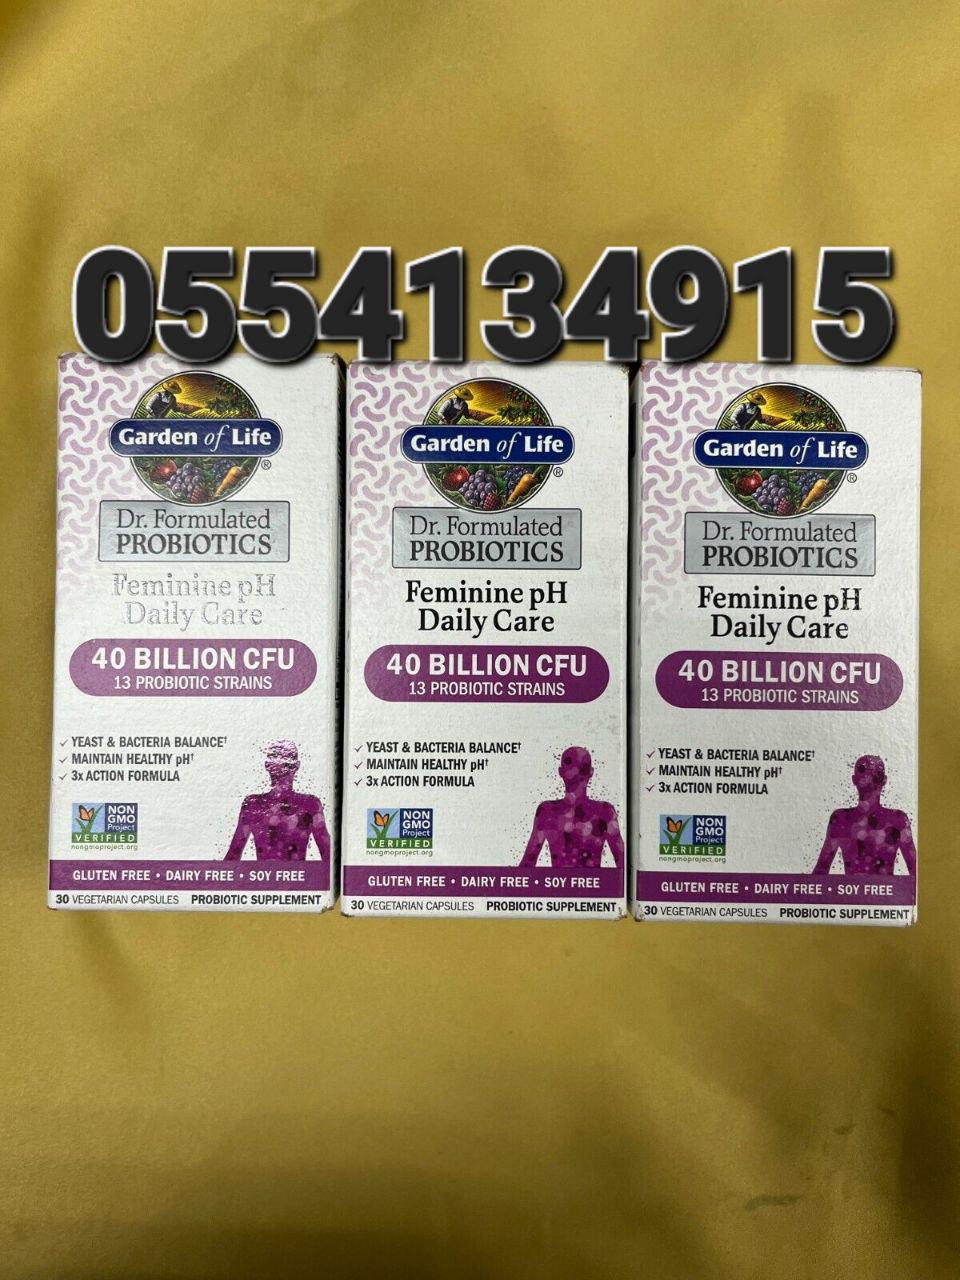 0554134915
Garden of Life
®
Dr. Formulated
PROBIOTICS
Feminine pH
Daily Care
40 BILLION CFU
13 PROBIOTIC STRAINS
✓ YEAST & BACTERIA BALANCE†
✓ MAINTAIN HEALTHY pH†
✓ 3x ACTION FORMULA
NON
GMO
Project
VERIFIED
nongmoproject.org
GLUTEN FREE • DAIRY FREE • SOY FREE
30 VEGETARIAN CAPSULES PROBIOTIC SUPPLEMENT
Garden of Life
®
Dr. Formulated
PROBIOTICS
Feminine pH
Daily Care
40 BILLION CFU
13 PROBIOTIC STRAINS
✓ YEAST & BACTERIA BALANCE†
✓ MAINTAIN HEALTHY pH†
✓ 3x ACTION FORMULA
NON
GMO
Project
VERIFIED
nongmoproject.org
GLUTEN FREE • DAIRY FREE • SOY FREE
30 VEGETARIAN CAPSULES PROBIOTIC SUPPLEMENT
Garden of Life
®
Dr. Formulated
PROBIOTICS
Feminine pH
Daily Care
40 BILLION CFU
13 PROBIOTIC STRAINS
✓ YEAST & BACTERIA BALANCE†
✓ MAINTAIN HEALTHY pH†
✓ 3x ACTION FORMULA
NON
GMO
Project
VERIFIED
nongmoproject.org
GLUTEN FREE • DAIRY FREE • SOY FREE
30 VEGETARIAN CAPSULES PROBIOTIC SUPPLEMENT